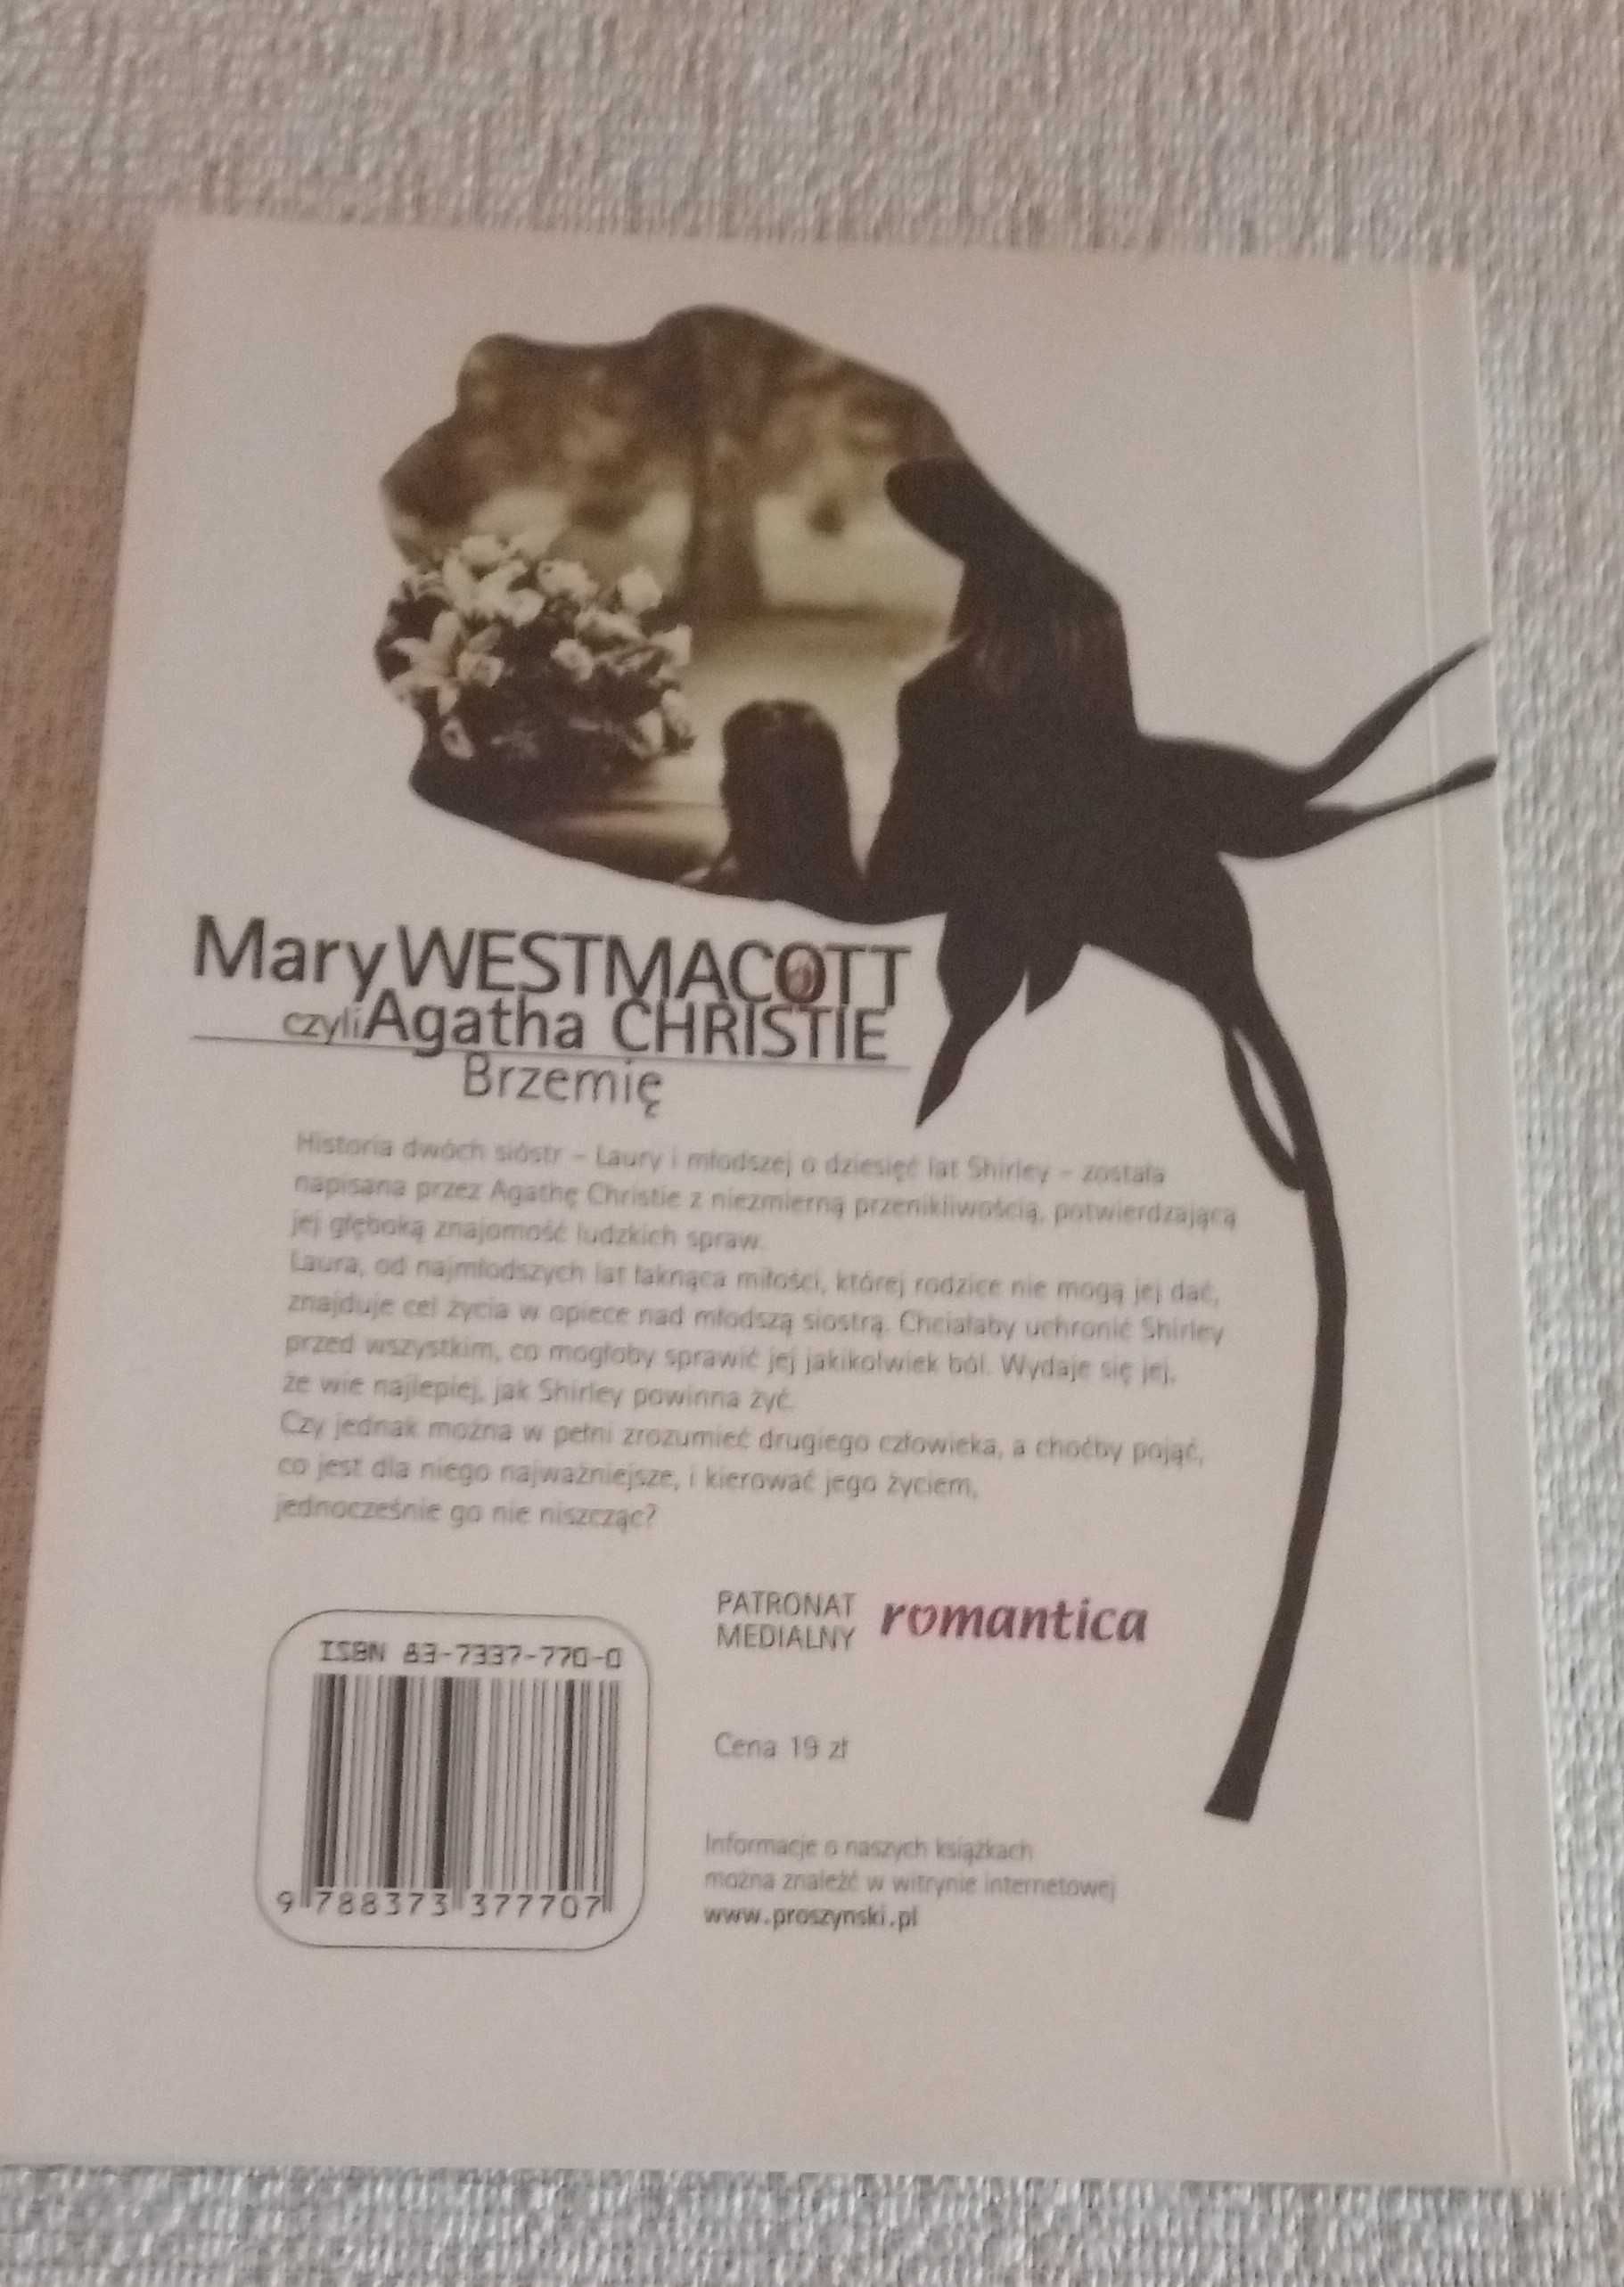 Mary WESTMACOTT
czyli Agatha CHRISTIE
Brzemię
Historia dwóch sióstr – Laury i młodszej o dziesięć lat Shirley – została
napisana przez Agathę Christie z niezmierną przenikliwością, potwierdzającą
jej głęboką znajomość ludzkich spraw.
Laura, od najmłodszych lat łaknąca miłości, której rodzice nie mogą jej dać,
znajduje cel życia w opiece nad młodszą siostrą. Chciałaby uchronić Shirley
przed wszystkim, co mogłoby sprawić jej jakikolwiek ból. Wydaje się jej,
że wie najlepiej, jak Shirley powinna żyć.
Czy jednak można w pełni zrozumieć drugiego człowieka, a choćby pojąć,
co jest dla niego najważniejsze, i kierować jego życiem,
jednocześnie go nie niszcząc?
PATRONAT
MEDIALNY romantica
ISBN 83-7337-770-0
9 788373 377707
Cena 19 zł
Informacje o naszych książkach
można znaleźć w witrynie internetowej
www.proszynski.pl